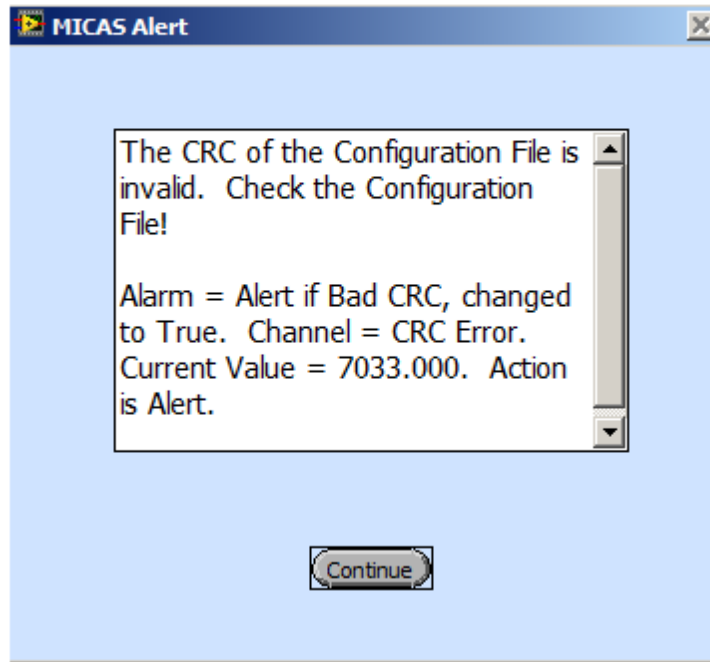 MICAS Alert
The CRC of the Configuration File is
invalid.  Check the Configuration
File!
Alarm = Alert if Bad CRC, changed
to True.  Channel = CRC Error.
Current Value = 7033.000.  Action
is Alert.
Continue